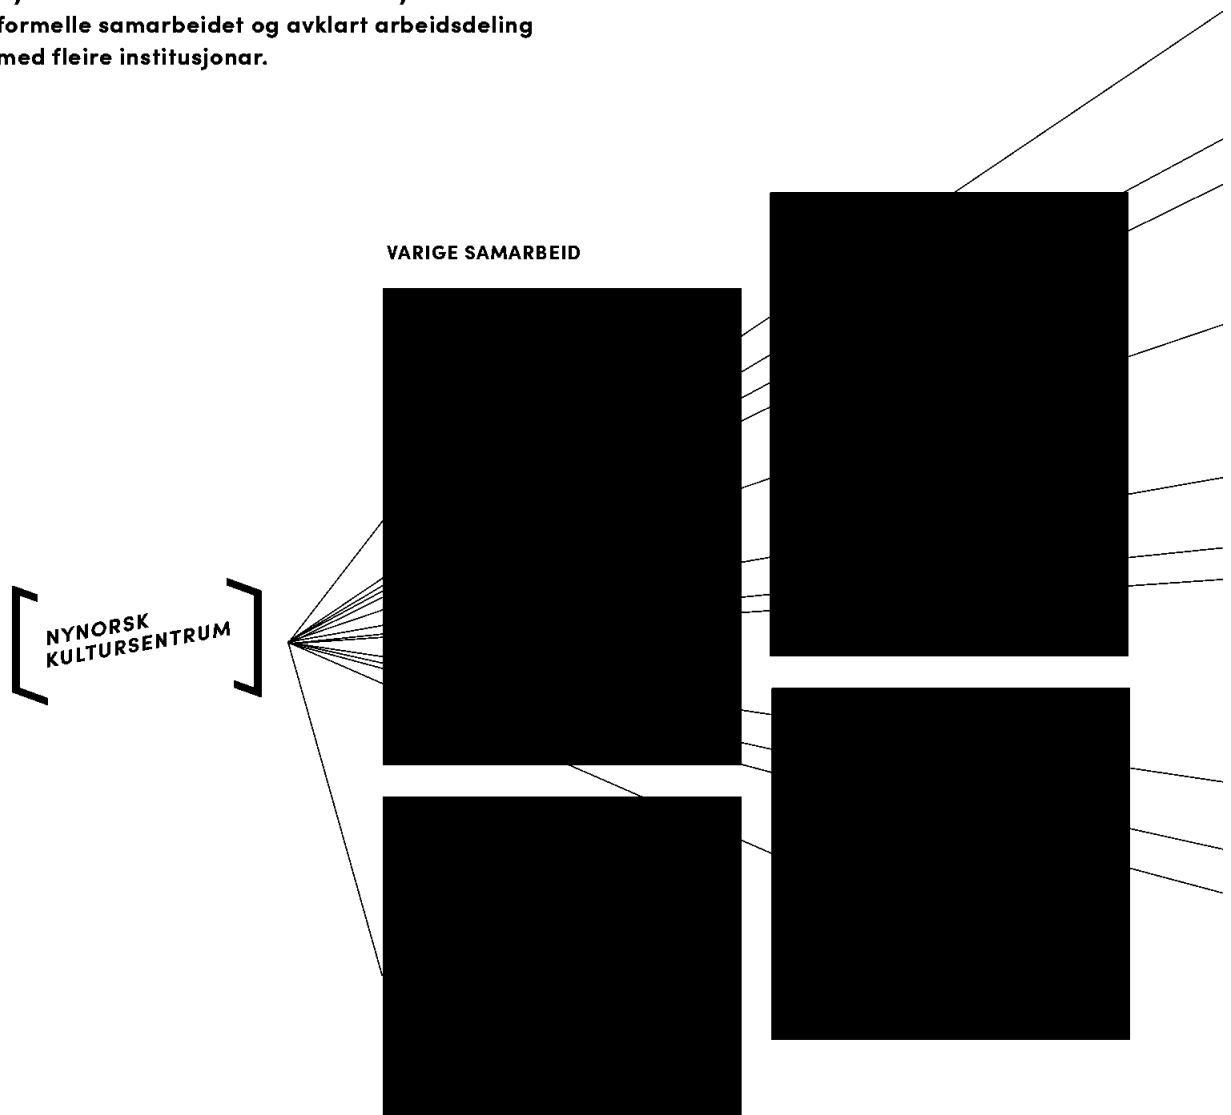 formelle samarbeidet og avklart arbeidsdeling
med fleire institusjonar.
VARIGE SAMARBEID
NYNORSK
KULTURSENTRUM